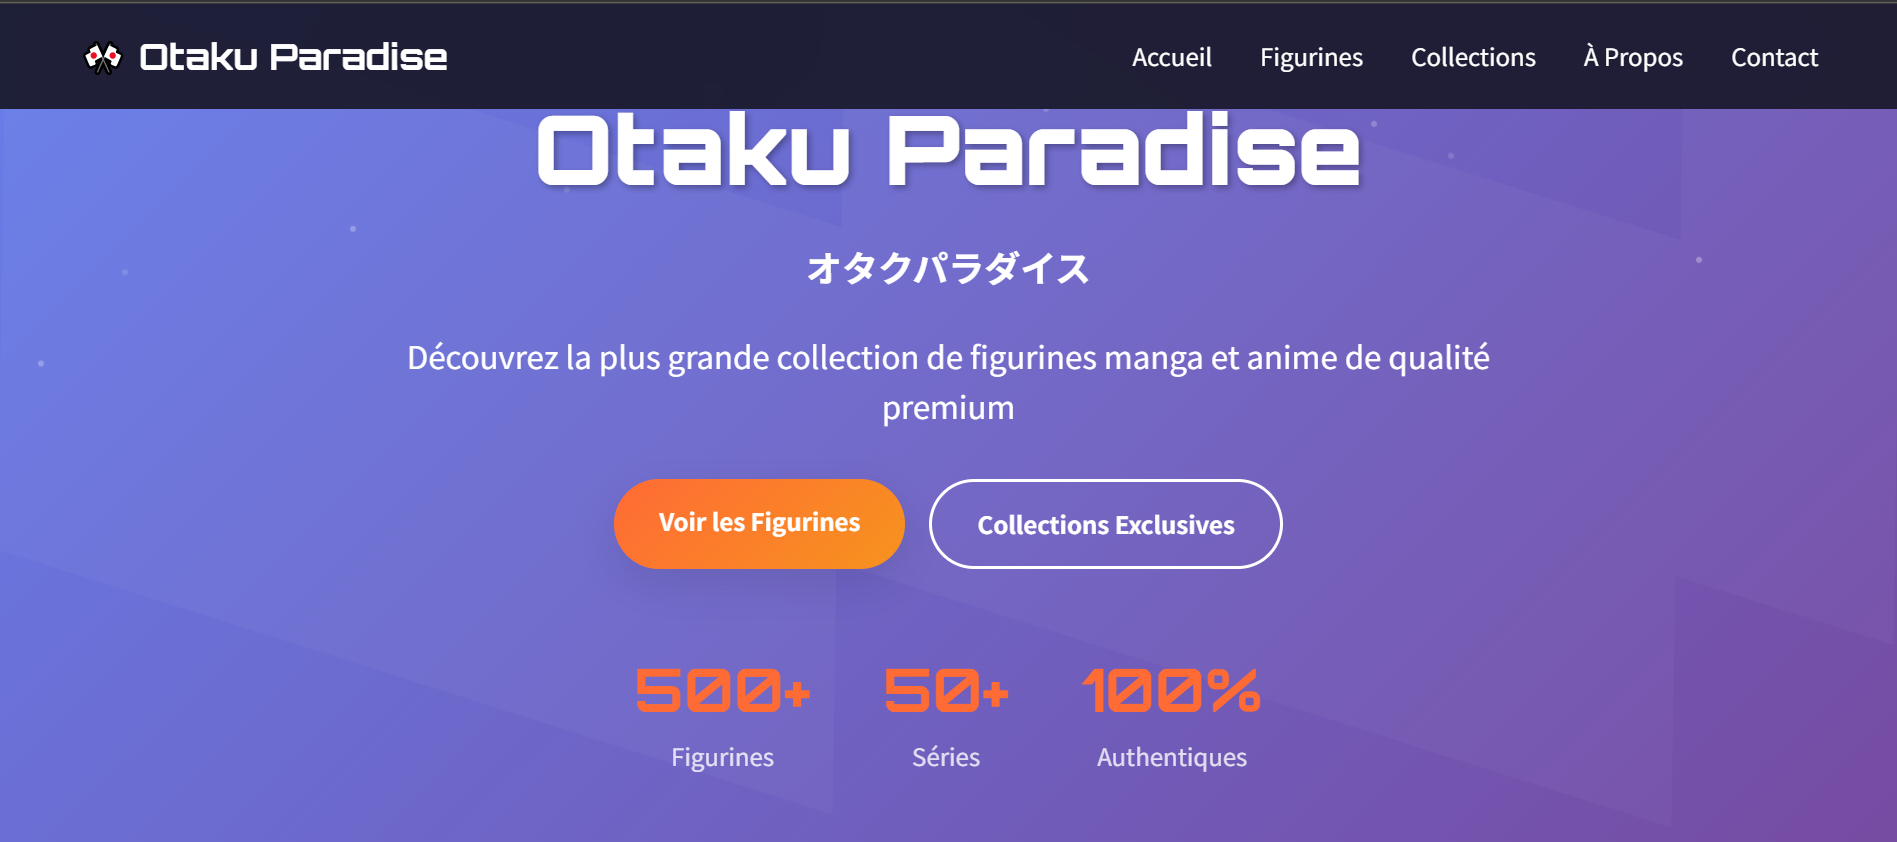 Otaku Paradise
Accueil Figurines Collections À Propos Contact
Otaku Paradise
オタクパラダイス
Découvrez la plus grande collection de figurines manga et anime de qualité
premium
Voir les Figurines Collections Exclusives
500+ 50+ 100%
Figurines Séries Authentiques